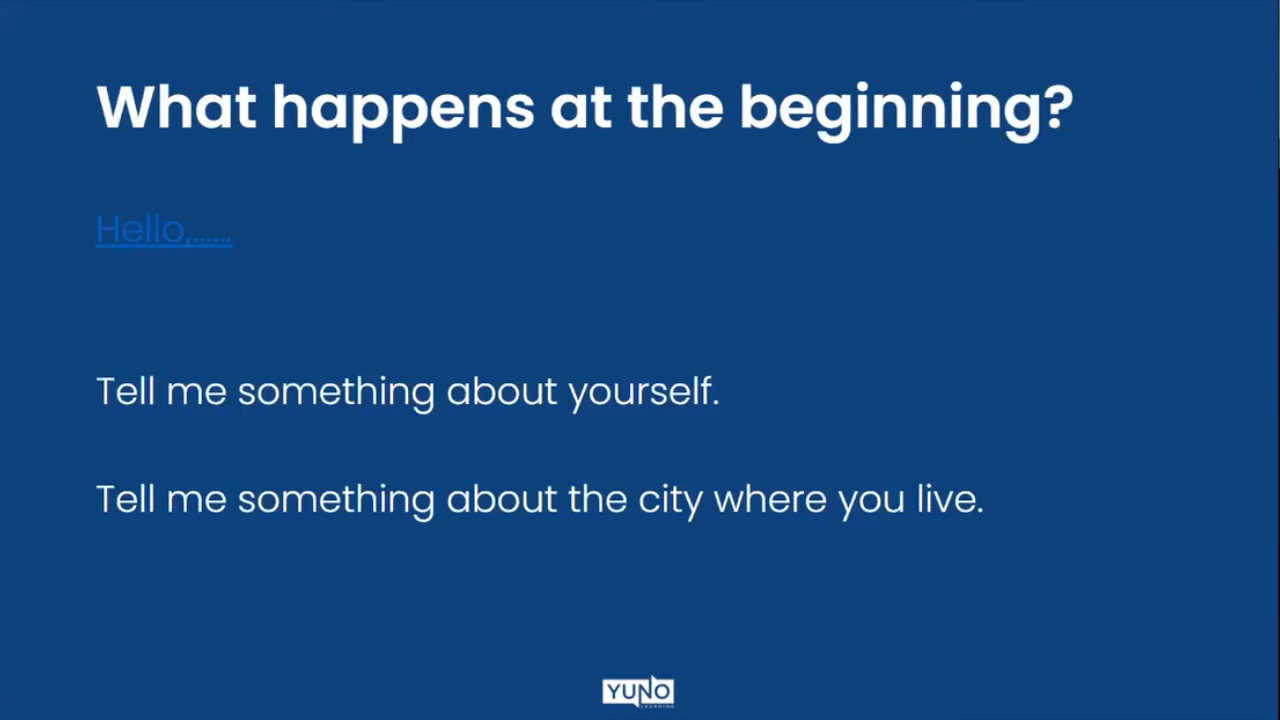 What happens at the beginning?
Hello,......
Tell me something about yourself.
Tell me something about the city where you live.
YUNO
LEARNING